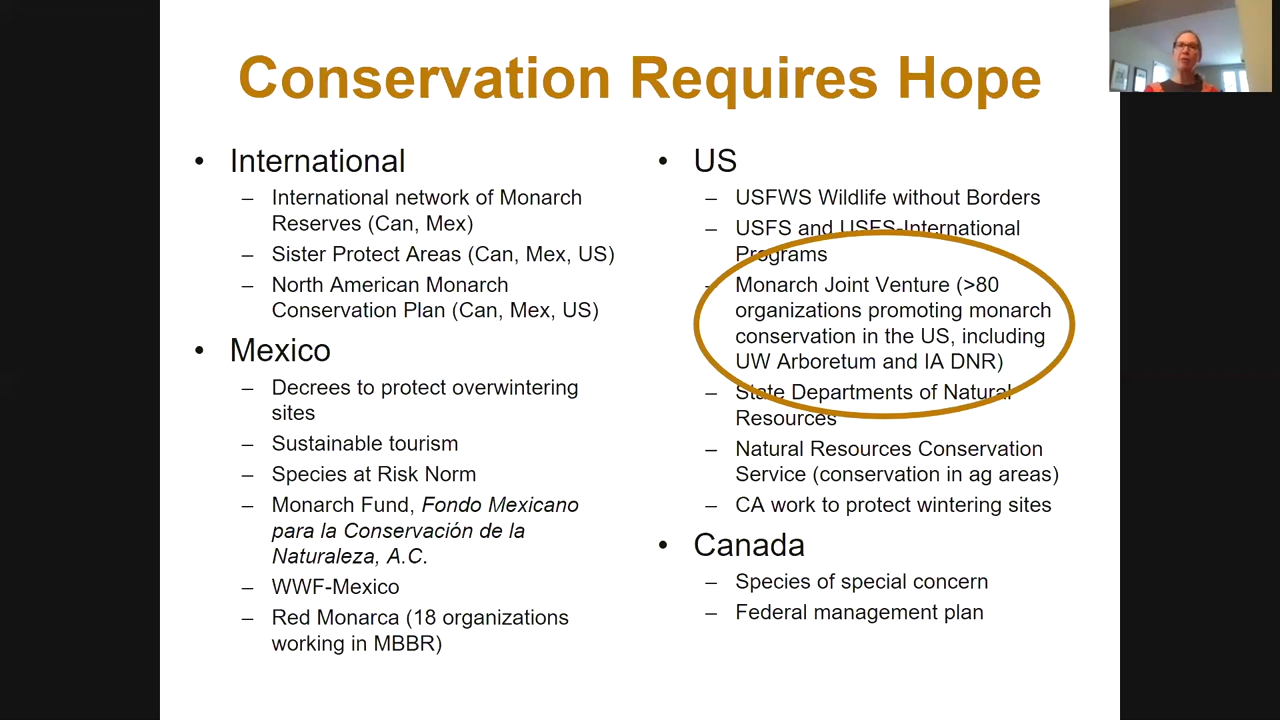 Conservation Requires Hope
• International
– International network of Monarch
Reserves (Can, Mex)
– Sister Protect Areas (Can, Mex, US)
– North American Monarch
Conservation Plan (Can, Mex, US)
• Mexico
– Decrees to protect overwintering
sites
– Sustainable tourism
– Species at Risk Norm
– Monarch Fund, Fondo Mexicano
para la Conservación de la
Naturaleza, A.C.
– WWF-Mexico
– Red Monarca (18 organizations
working in MBBR)
• US
– USFWS Wildlife without Borders
– USFS and USFS-International
Programs
– Monarch Joint Venture (>80
organizations promoting monarch
conservation in the US, including
UW Arboretum and IA DNR)
– State Departments of Natural
Resources
– Natural Resources Conservation
Service (conservation in ag areas)
– CA work to protect wintering sites
• Canada
– Species of special concern
– Federal management plan